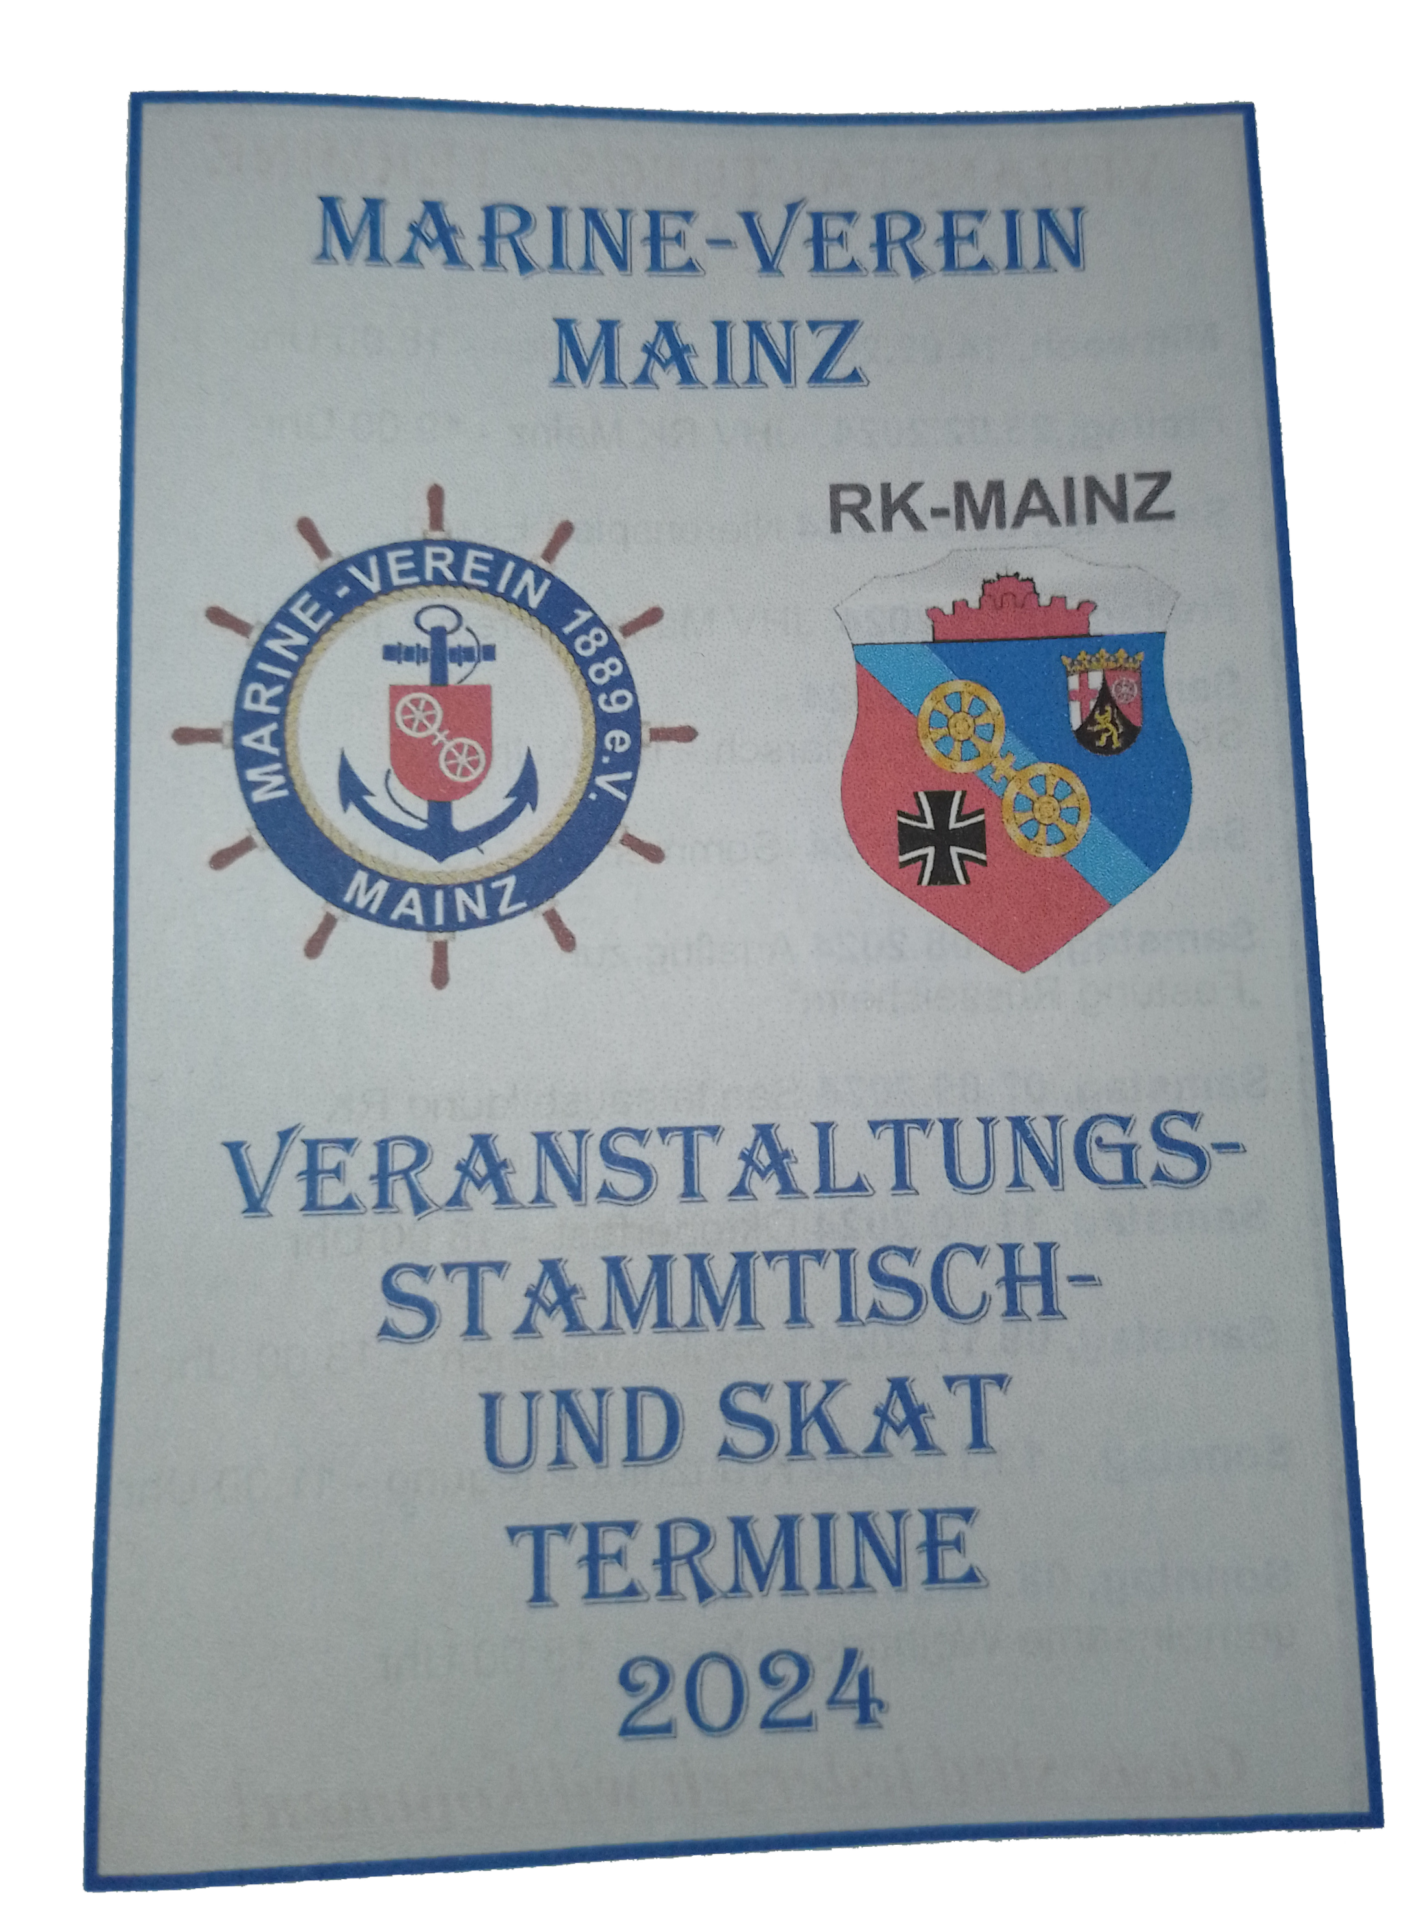 MARINE-VEREIN
MAINZ
MARINE-VEREIN 1889 e.V.
MAINZ
RK-MAINZ
VERANSTALTUNGS-
STAMMTISCH-
UND SKAT
TERMINE
2024